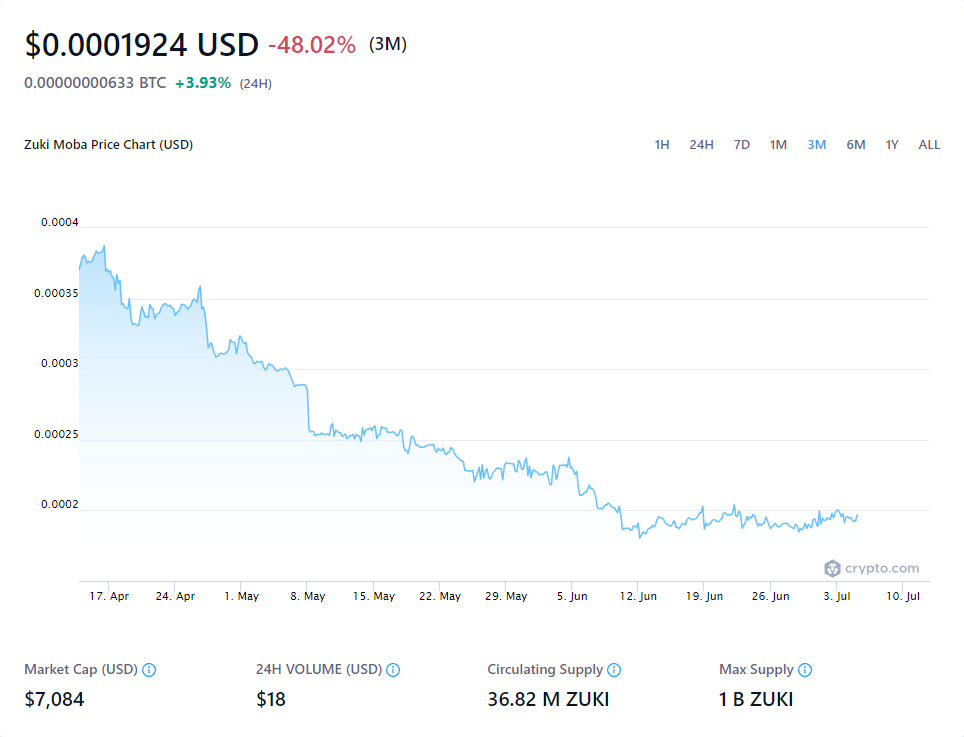 $0.0001924 USD -48.02% (3M)
0.00000000633 BTC +3.93% (24H)
Zuki Moba Price Chart (USD) 1H 24H 7D 1M 3M 6M 1Y ALL
0.0004
0.00035
0.0003
0.00025
0.0002
crypto.com
17. Apr 24. Apr 1. May 8. May 15. May 22. May 29. May 5. Jun 12. Jun 19. Jun 26. Jun 3. Jul 10. Jul
Market Cap (USD) 24H VOLUME (USD) Circulating Supply Max Supply
$7,084 $18 36.82 M ZUKI 1 B ZUKI